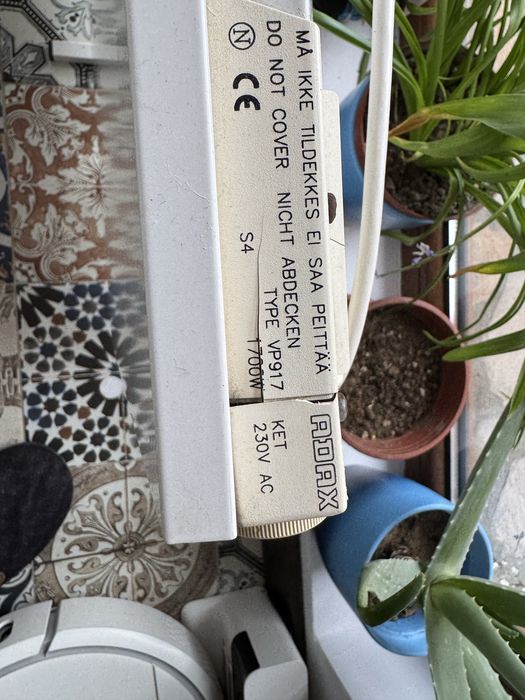 MÅ IKKE TILDEKKES EI SAA PEITTÄÄ
DO NOT COVER NICHT ABDECKEN
N CE
TYPE VP917
S4
1700W
ADAX
KET
230V AC